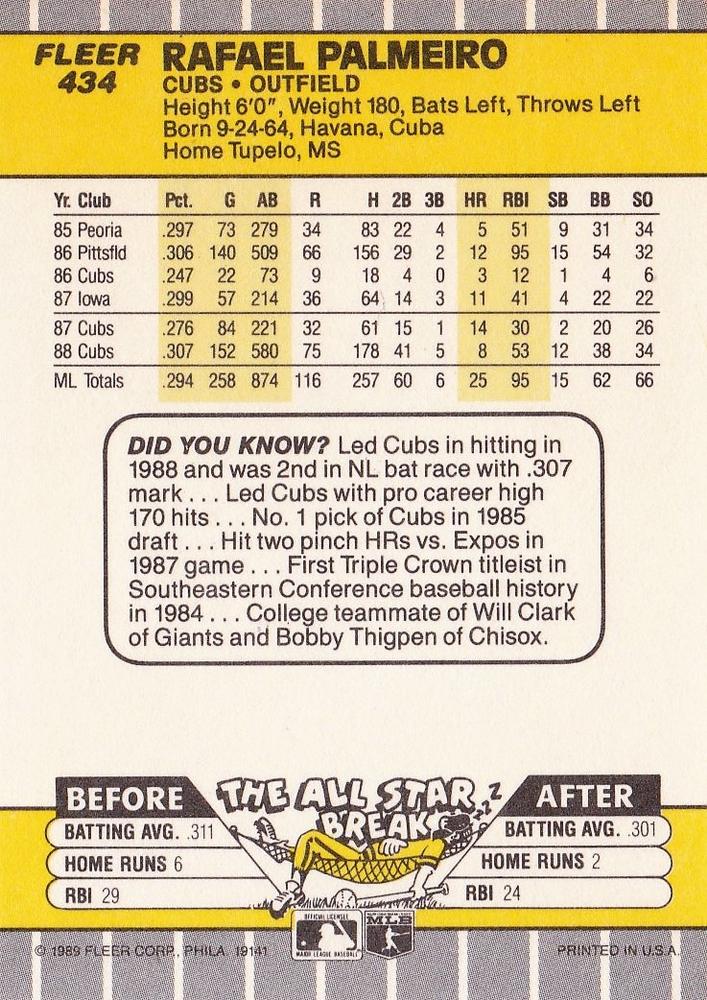 FLEER
434
RAFAEL PALMEIRO
CUBS • OUTFIELD
Height 6'0", Weight 180, Bats Left, Throws Left
Born 9-24-64, Havana, Cuba
Home Tupelo, MS
Yr. Club Pct. G AB R H 2B 3B HR RBI SB BB SO
85 Peoria .297 73 279 34 83 22 4 5 51 9 31 34
86 Pittsfld .306 140 509 66 156 29 2 12 95 15 54 32
86 Cubs .247 22 73 9 18 4 0 3 12 1 4 6
87 Iowa .299 57 214 36 64 14 3 11 41 4 22 22
87 Cubs .276 84 221 32 61 15 1 14 30 2 20 26
88 Cubs .307 152 580 75 178 41 5 8 53 12 38 34
ML Totals .294 258 874 116 257 60 6 25 95 15 62 66
DID YOU KNOW? Led Cubs in hitting in
1988 and was 2nd in NL bat race with .307
mark . . . Led Cubs with pro career high
170 hits . . . No. 1 pick of Cubs in 1985
draft . . . Hit two pinch HRs vs. Expos in
1987 game . . . First Triple Crown titleist in
Southeastern Conference baseball history
in 1984 . . . College teammate of Will Clark
of Giants and Bobby Thigpen of Chisox.
THE ALL STAR
BREAK
ZZZ
BEFORE
BATTING AVG. .311
HOME RUNS 6
RBI 29
AFTER
BATTING AVG. .301
HOME RUNS 2
RBI 24
OFFICIAL LICENSEE
MAJOR LEAGUE BASEBALL
MLB
© 1989 FLEER CORP., PHILA. 19141
PRINTED IN U.S.A.